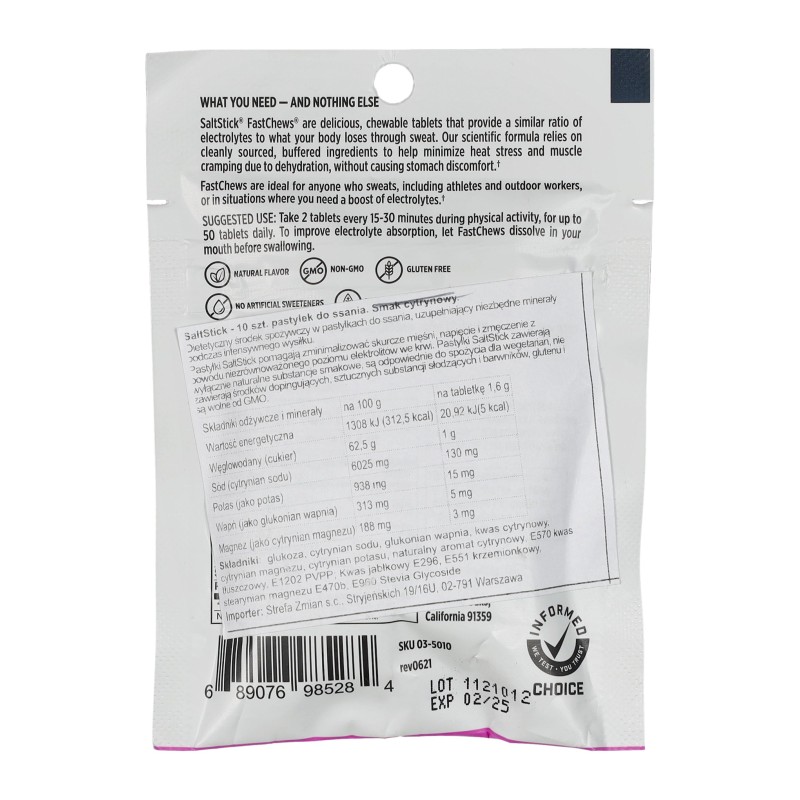 WHAT YOU NEED — AND NOTHING ELSE
SaltStick® FastChews® are delicious, chewable tablets that provide a similar ratio of
electrolytes to what your body loses through sweat. Our scientific formula relies on
cleanly sourced, buffered ingredients to help minimize heat stress and muscle
cramping due to dehydration, without causing stomach discomfort.†
FastChews are ideal for anyone who sweats, including athletes and outdoor workers,
or in situations where you need a boost of electrolytes.†
SUGGESTED USE: Take 2 tablets every 15-30 minutes during physical activity, for up to
50 tablets daily. To improve electrolyte absorption, let FastChews dissolve in your
mouth before swallowing.
NATURAL FLAVOR GMO NON-GMO GLUTEN FREE
NO ARTIFICIAL SWEETENERS
SaltStick - 10 szt. pastylek do ssania. Smak cytrynowy.
Dietetyczny środek spożywczy w pastylkach do ssania, uzupełniający niezbędne minerały
podczas intensywnego wysiłku.
Pastylki SaltStick pomagają zminimalizować skurcze mięśni, napięcie i zmęczenie z
powodu niezrównoważonego poziomu elektrolitów we krwi. Pastylki SaltStick zawierają
wyłącznie naturalne substancje smakowe, są odpowiednie do spożycia dla wegetarian, nie
zawierają środków dopingujących, sztucznych substancji słodzących i barwników, glutenu i
są wolne od GMO.
Składniki odżywcze i minerały na 100 g na tabletkę 1,6 g
Wartość energetyczna 1308 kJ (312,5 kcal) 20,92 kJ(5 kcal)
Węglowodany (cukier) 62,5 g 1 g
Sód (cytrynian sodu) 6025 mg 130 mg
Potas (jako potas) 938 mg 15 mg
Wapń (jako glukonian wapnia) 313 mg 5 mg
Magnez (jako cytrynian magnezu) 188 mg 3 mg
Składniki: glukoza, cytrynian sodu, glukonian wapnia, kwas cytrynowy,
cytrynian magnezu, cytrynian potasu, naturalny aromat cytrynowy, E570 kwas
tłuszczowy, E1202 PVPP, Kwas jabłkowy E296, E551 krzemionkowy,
stearynian magnezu E470b, E960 Stevia Glycoside
Importer: Strefa Zmian s.c., Stryjeńskich 19/16U, 02-791 Warszawa
California 91359
SKU 03-5010
rev0621
6 89076 98528 4
LOT 1121012
EXP 02/25
INFORMED
WE TEST • YOU TRUST
CHOICE